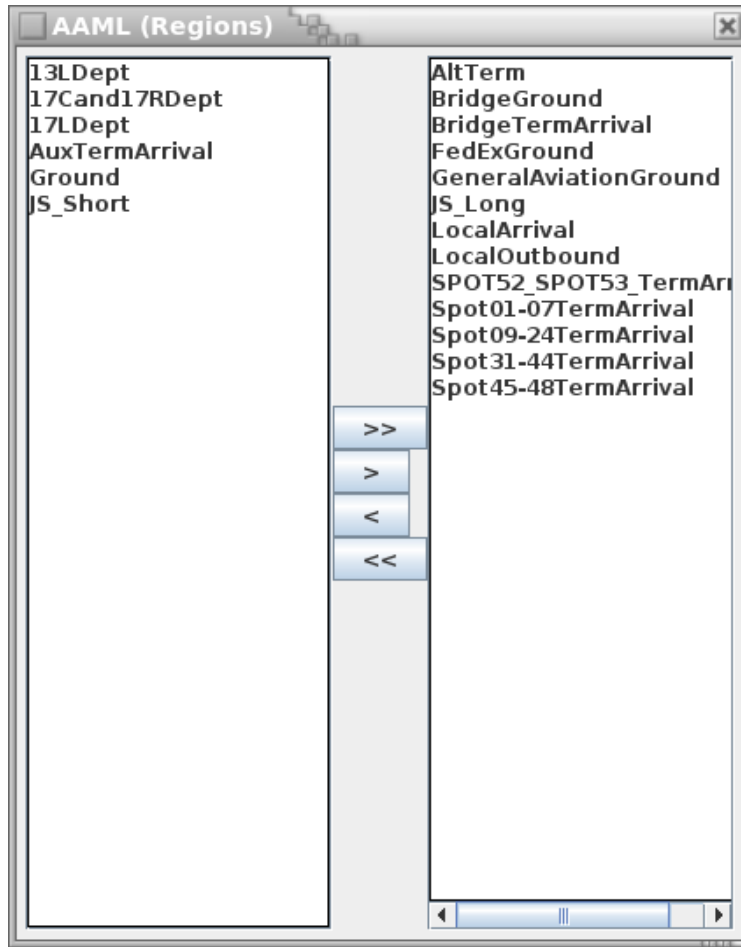 AAML (Regions)
13LDept
17Cand17RDept
17LDept
AuxTermArrival
Ground
JS_Short
>>
>
<
<<
AltTerm
BridgeGround
BridgeTermArrival
FedExGround
GeneralAviationGround
JS_Long
LocalArrival
LocalOutbound
SPOT52_SPOT53_TermArr
Spot01-07TermArrival
Spot09-24TermArrival
Spot31-44TermArrival
Spot45-48TermArrival